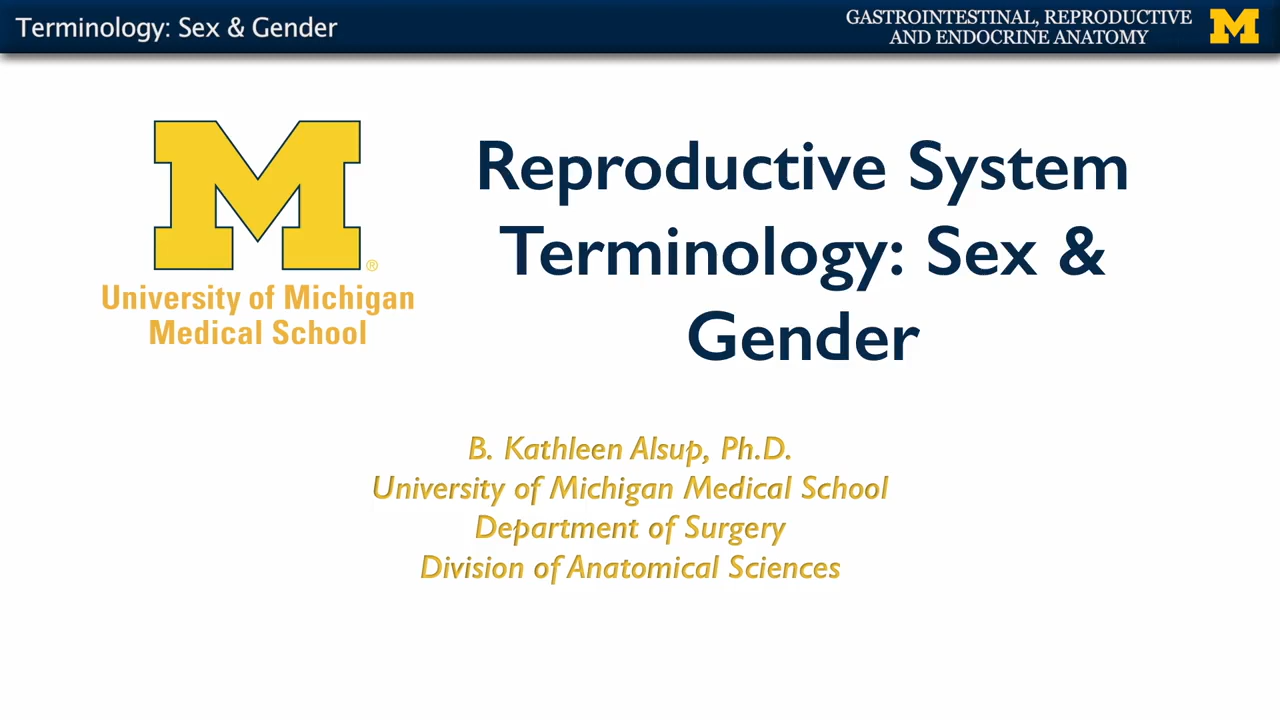 Terminology: Sex & Gender
GASTROINTESTINAL, REPRODUCTIVE
AND ENDOCRINE ANATOMY
M
M
®
University of Michigan
Medical School
Reproductive System
Terminology: Sex &
Gender
B. Kathleen Alsup, Ph.D.
University of Michigan Medical School
Department of Surgery
Division of Anatomical Sciences